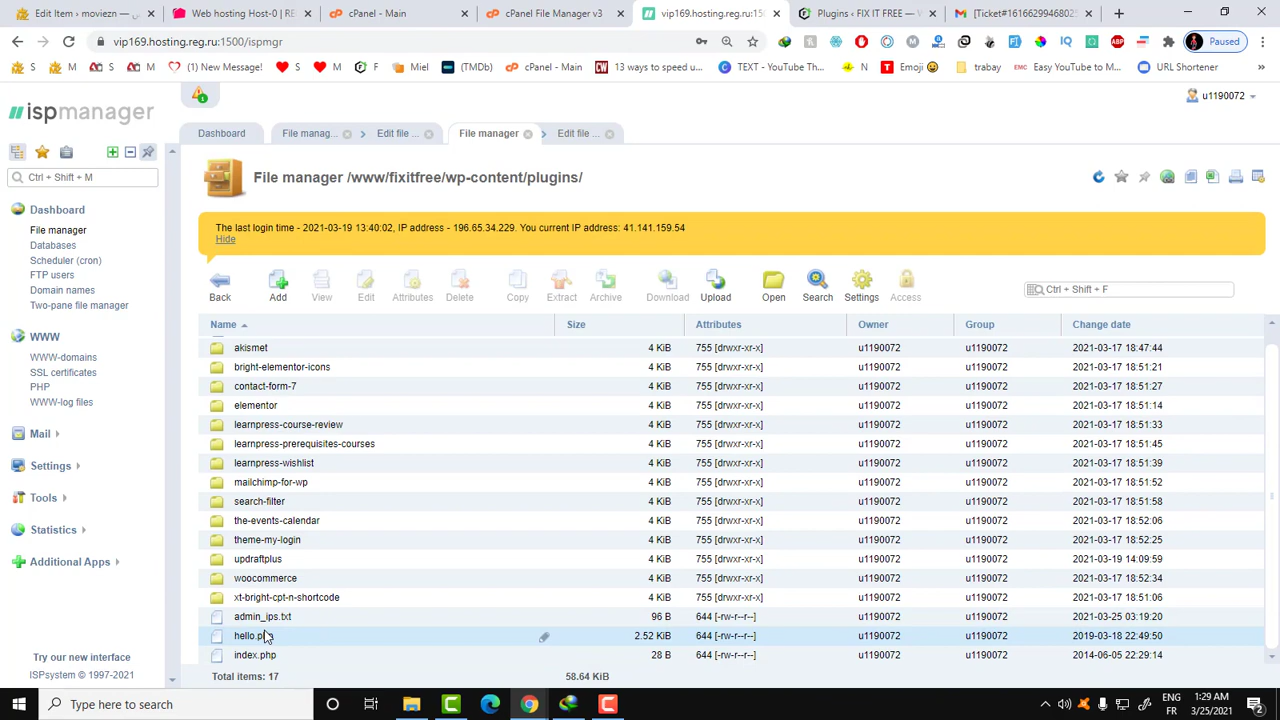 Edit Item ‹ moviezn — W
Web hosting Host-0 | RE
cPanel - Main
cPanel File Manager v3
vip169.hosting.reg.ru:150
Plugins ‹ FIX IT FREE — W
[Ticket#1616629946802
vip169.hosting.reg.ru:1500/ispmgr
Paused
S M S M (1) New Message! S M F Miel (TMDb) cPanel - Main 13 ways to speed u... TEXT - YouTube Th... N Emoji trabay Easy YouTube to M... URL Shortener
ispmanager
u1190072
Dashboard File manag... Edit file ... File manager Edit file ...
Ctrl + Shift + M
File manager /www/fixitfree/wp-content/plugins/
Dashboard
File manager
Databases
Scheduler (cron)
FTP users
Domain names
Two-pane file manager
WWW
WWW-domains
SSL certificates
PHP
WWW-log files
Mail
Settings
Tools
Statistics
Additional Apps
Try our new interface
ISPsystem © 1997-2021
The last login time - 2021-03-19 13:40:02, IP address - 196.65.34.229. You current IP address: 41.141.159.54
Hide
Back Add View Edit Attributes Delete Copy Extract Archive Download Upload Open Search Settings Access
Ctrl + Shift + F
Name Size Attributes Owner Group Change date
akismet 4 KiB 755 [drwxr-xr-x] u1190072 u1190072 2021-03-17 18:47:44
bright-elementor-icons 4 KiB 755 [drwxr-xr-x] u1190072 u1190072 2021-03-17 18:51:21
contact-form-7 4 KiB 755 [drwxr-xr-x] u1190072 u1190072 2021-03-17 18:51:27
elementor 4 KiB 755 [drwxr-xr-x] u1190072 u1190072 2021-03-17 18:51:14
learnpress-course-review 4 KiB 755 [drwxr-xr-x] u1190072 u1190072 2021-03-17 18:51:33
learnpress-prerequisites-courses 4 KiB 755 [drwxr-xr-x] u1190072 u1190072 2021-03-17 18:51:45
learnpress-wishlist 4 KiB 755 [drwxr-xr-x] u1190072 u1190072 2021-03-17 18:51:39
mailchimp-for-wp 4 KiB 755 [drwxr-xr-x] u1190072 u1190072 2021-03-17 18:51:52
search-filter 4 KiB 755 [drwxr-xr-x] u1190072 u1190072 2021-03-17 18:51:58
the-events-calendar 4 KiB 755 [drwxr-xr-x] u1190072 u1190072 2021-03-17 18:52:06
theme-my-login 4 KiB 755 [drwxr-xr-x] u1190072 u1190072 2021-03-17 18:52:25
updraftplus 4 KiB 755 [drwxr-xr-x] u1190072 u1190072 2021-03-19 14:09:59
woocommerce 4 KiB 755 [drwxr-xr-x] u1190072 u1190072 2021-03-17 18:52:34
xt-bright-cpt-n-shortcode 4 KiB 755 [drwxr-xr-x] u1190072 u1190072 2021-03-17 18:51:06
admin_ips.txt 96 B 644 [-rw-r--r--] u1190072 u1190072 2021-03-25 03:19:20
hello.php 2.52 KiB 644 [-rw-r--r--] u1190072 u1190072 2019-03-18 22:49:50
index.php 28 B 644 [-rw-r--r--] u1190072 u1190072 2014-06-05 22:29:14
Total items: 17 58.64 KiB
Type here to search
ENG
FR
1:29 AM
3/25/2021